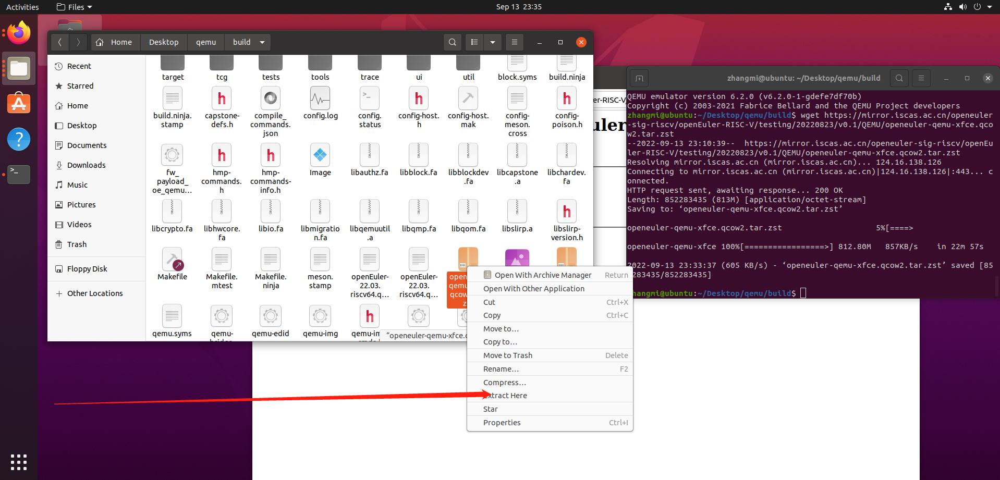 Activities
Files
Sep 13 23:35
Home
Desktop
qemu
build
Recent
Starred
Home
Desktop
Documents
Downloads
Music
Pictures
Videos
Trash
Floppy Disk
Other Locations
target
tcg
tests
tools
trace
ui
util
block.syms
build.ninja
build.ninja.
stamp
capstone-
defs.h
compile_
commands.
json
config.log
config.
status
config-host.
h
config-host.
mak
config-
meson.
cross
config-
poison.h
fw_
payload_
oe_qemu...
hmp-
commands.
h
hmp-
commands-
info.h
Image
libauthz.fa
libblock.fa
libblockdev
.fa
libcapstone
.a
libchardev.
fa
libcrypto.fa
libhwcore.
fa
libio.fa
libmigratio
n.fa
libqemuutil
.a
libqmp.fa
libqom.fa
libslirp.a
libslirp-
version.h
Makefile
Makefile.
mtest
Makefile.
ninja
meson.
stamp
openEuler-
22.03.
riscv64.q...
openEuler-
22.03.
riscv64.q...
open
qemu
qcow
z
qemu.syms
qemu-
qemu-edid
qemu-img
qemu-im
“openeuler-qemu-xfce.
Open With Archive Manager Return
Open With Other Application
Cut Ctrl+X
Copy Ctrl+C
Move to…
Copy to…
Move to Trash Delete
Rename… F2
Compress…
Extract Here
Star
Properties Ctrl+I
er-RISC-V,
uler
zhangmi@ubuntu: ~/Desktop/qemu/build
QEMU emulator version 6.2.0 (v6.2.0-1-gdefe7df70b)
Copyright (c) 2003-2021 Fabrice Bellard and the QEMU Project developers
zhangmi@ubuntu:~/Desktop/qemu/build$ wget https://mirror.iscas.ac.cn/openeuler
-sig-riscv/openEuler-RISC-V/testing/20220823/v0.1/QEMU/openeuler-qemu-xfce.qco
w2.tar.zst
--2022-09-13 23:10:39--  https://mirror.iscas.ac.cn/openeuler-sig-riscv/openEu
ler-RISC-V/testing/20220823/v0.1/QEMU/openeuler-qemu-xfce.qcow2.tar.zst
Resolving mirror.iscas.ac.cn (mirror.iscas.ac.cn)... 124.16.138.126
Connecting to mirror.iscas.ac.cn (mirror.iscas.ac.cn)|124.16.138.126|:443... c
onnected.
HTTP request sent, awaiting response... 200 OK
Length: 852283435 (813M) [application/octet-stream]
Saving to: ‘openeuler-qemu-xfce.qcow2.tar.zst’
openeuler-qemu-xfce.qcow2.tar.zst 5%[====>
openeuler-qemu-xfce 100%[=================>] 812.80M 857KB/s in 22m 57s
2022-09-13 23:33:37 (605 KB/s) - ‘openeuler-qemu-xfce.qcow2.tar.zst’ saved [85
283435/852283435]
hangmi@ubuntu:~/Desktop/qemu/build$